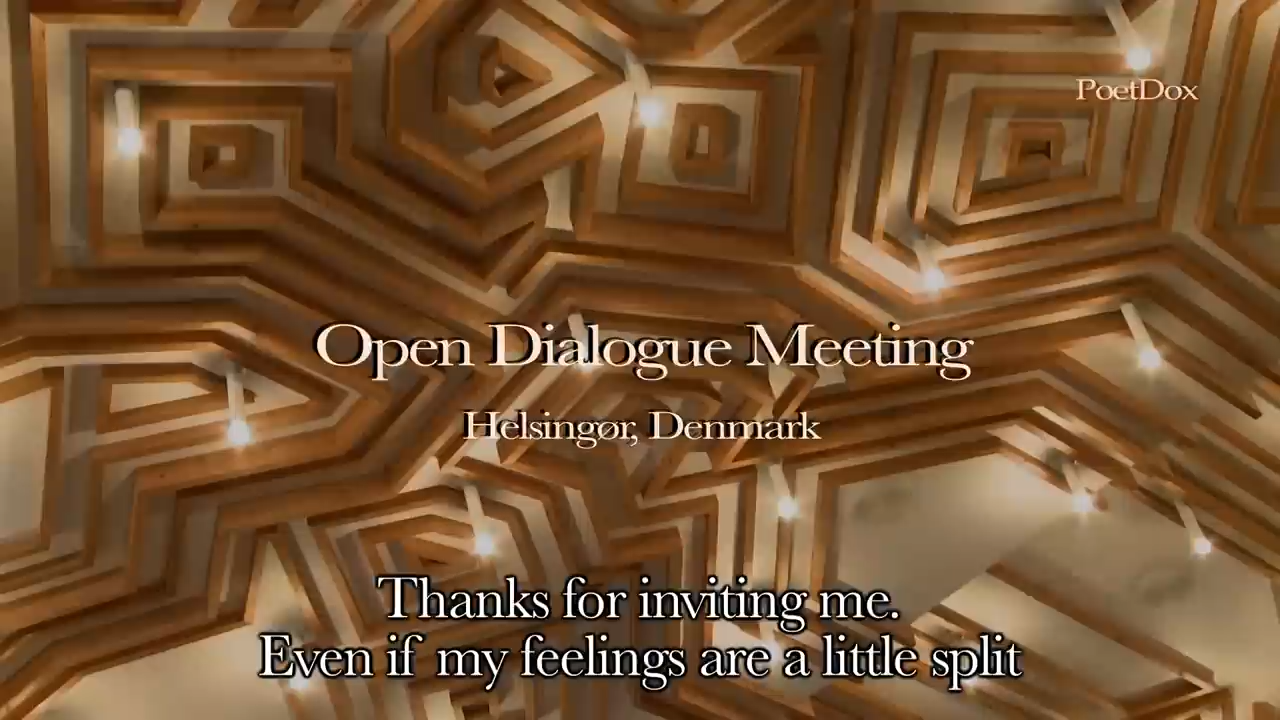 PoetDox
Open Dialogue Meeting
Helsingør, Denmark
Thanks for inviting me.
Even if my feelings are a little split